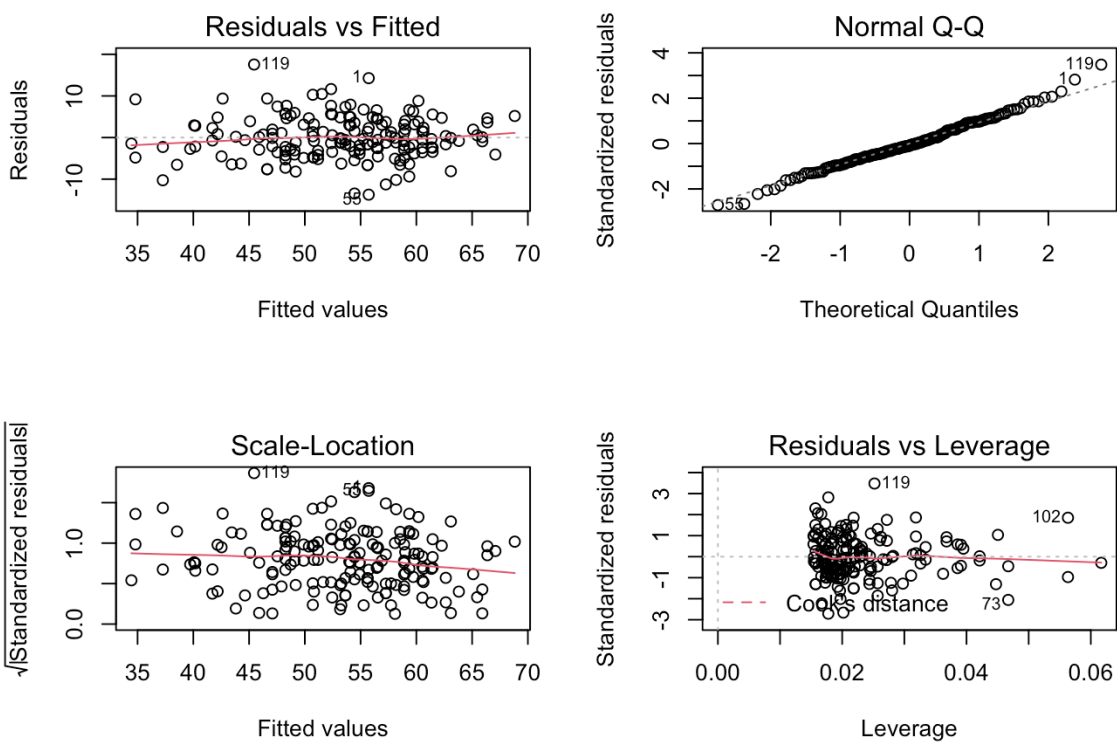 Residuals vs Fitted
Residuals
10
-10
119
1
55
35 40 45 50 55 60 65 70
Fitted values
Normal Q-Q
Standardized residuals
4
2
0
-2
119
1
55
-2 -1 0 1 2
Theoretical Quantiles
Scale-Location
√|Standardized residuals|
1.0
0.0
119
55
35 40 45 50 55 60 65 70
Fitted values
Residuals vs Leverage
Standardized residuals
3
1
-1
-3
119
102
73
Cook's distance
0.00 0.02 0.04 0.06
Leverage